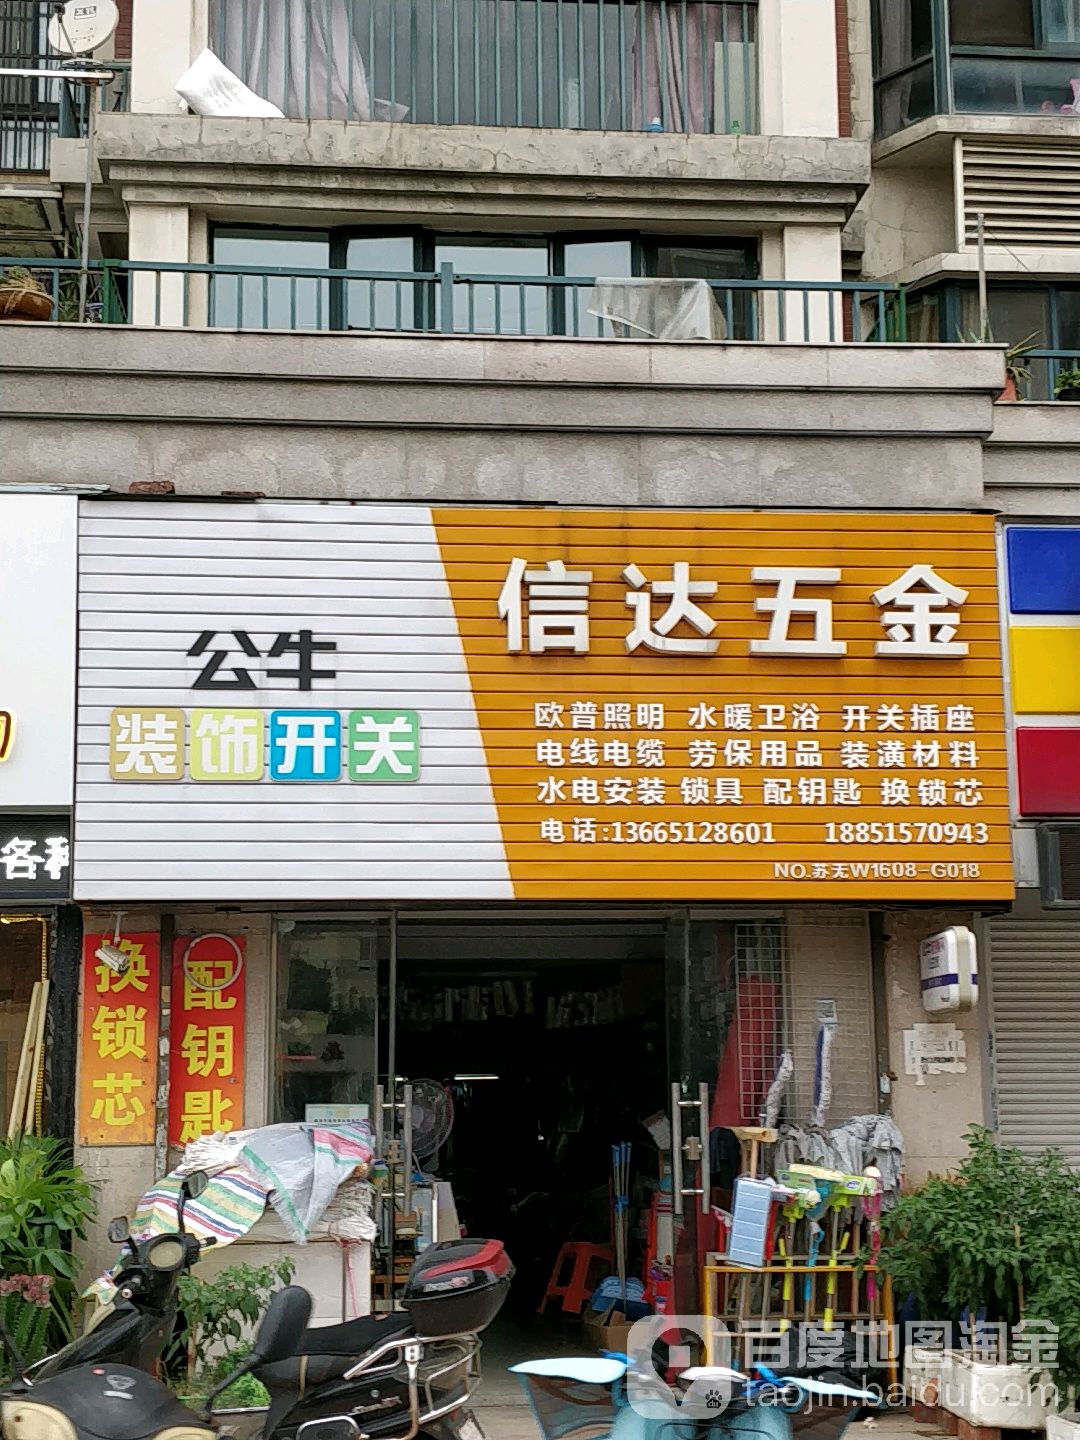 公牛
装饰开关
信达五金
欧普照明 水暖卫浴 开关插座
电线电缆 劳保用品 装潢材料
水电安装 锁具 配钥匙 换锁芯
电话:13665128601 18851570943
NO.苏无W1608-G018
各种
换锁芯
配钥匙
百度地图淘金
taojin.baidu.com